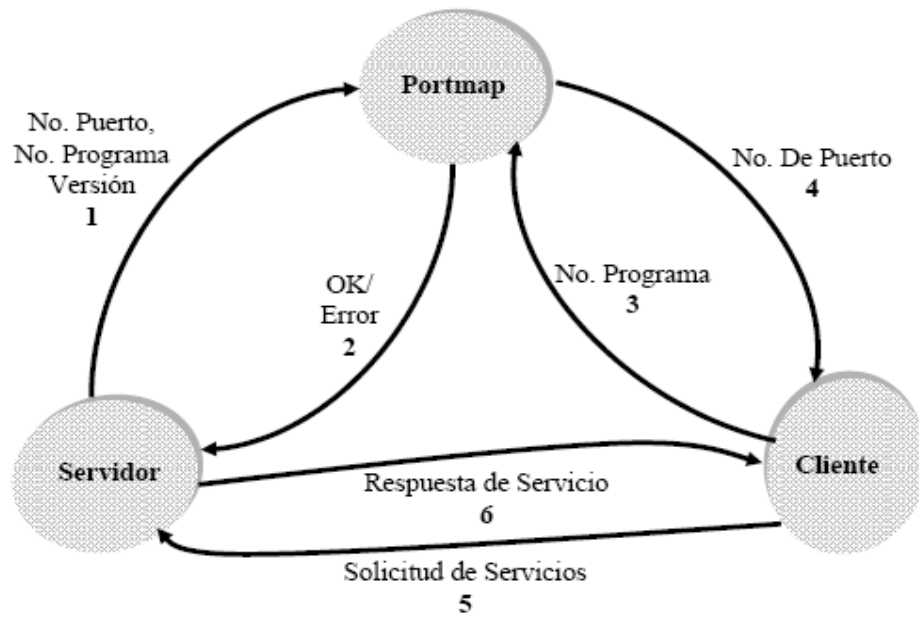 Portmap
No. Puerto,
No. Programa
Versión
1
No. De Puerto
4
OK/
Error
2
No. Programa
3
Servidor
Cliente
Respuesta de Servicio
6
Solicitud de Servicios
5